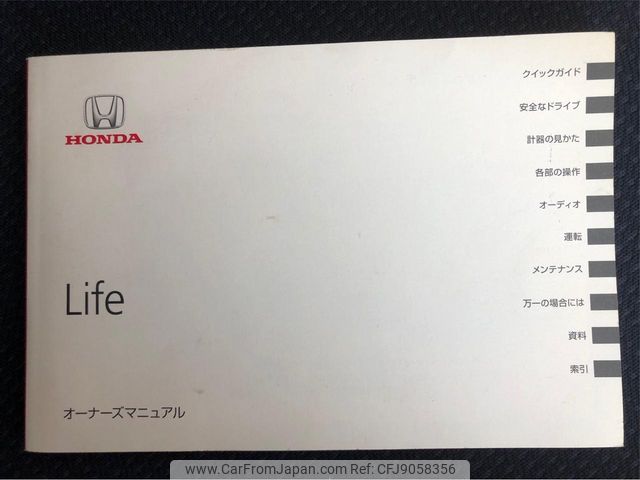 HONDA
Life
オーナーズマニュアル
クイックガイド
安全なドライブ
計器の見かた
各部の操作
オーディオ
運転
メンテナンス
万一の場合には
資料
索引
www.CarFromJapan.com | Ref:CFJ9058356